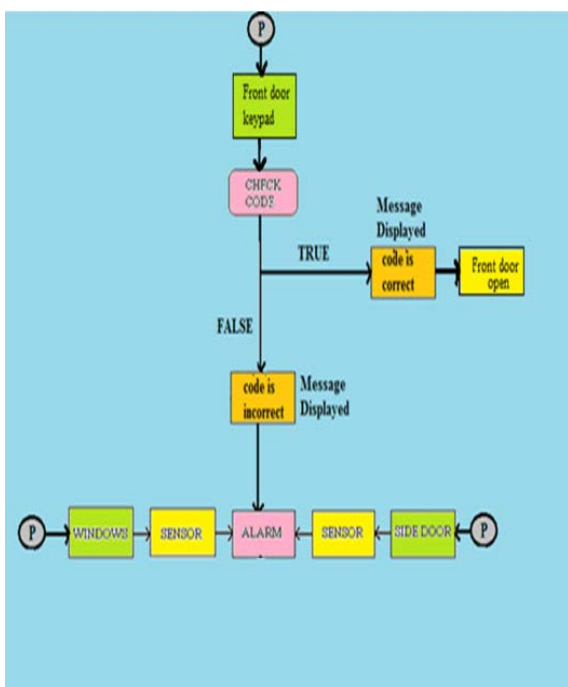 P
Front door
keypad
CHECK
CODE
TRUE
Message
Displayed
code is
correct
Front door
open
FALSE
code is
incorrect
Message
Displayed
P
WINDOWS
SENSOR
ALARM
SENSOR
SIDE DOOR
P